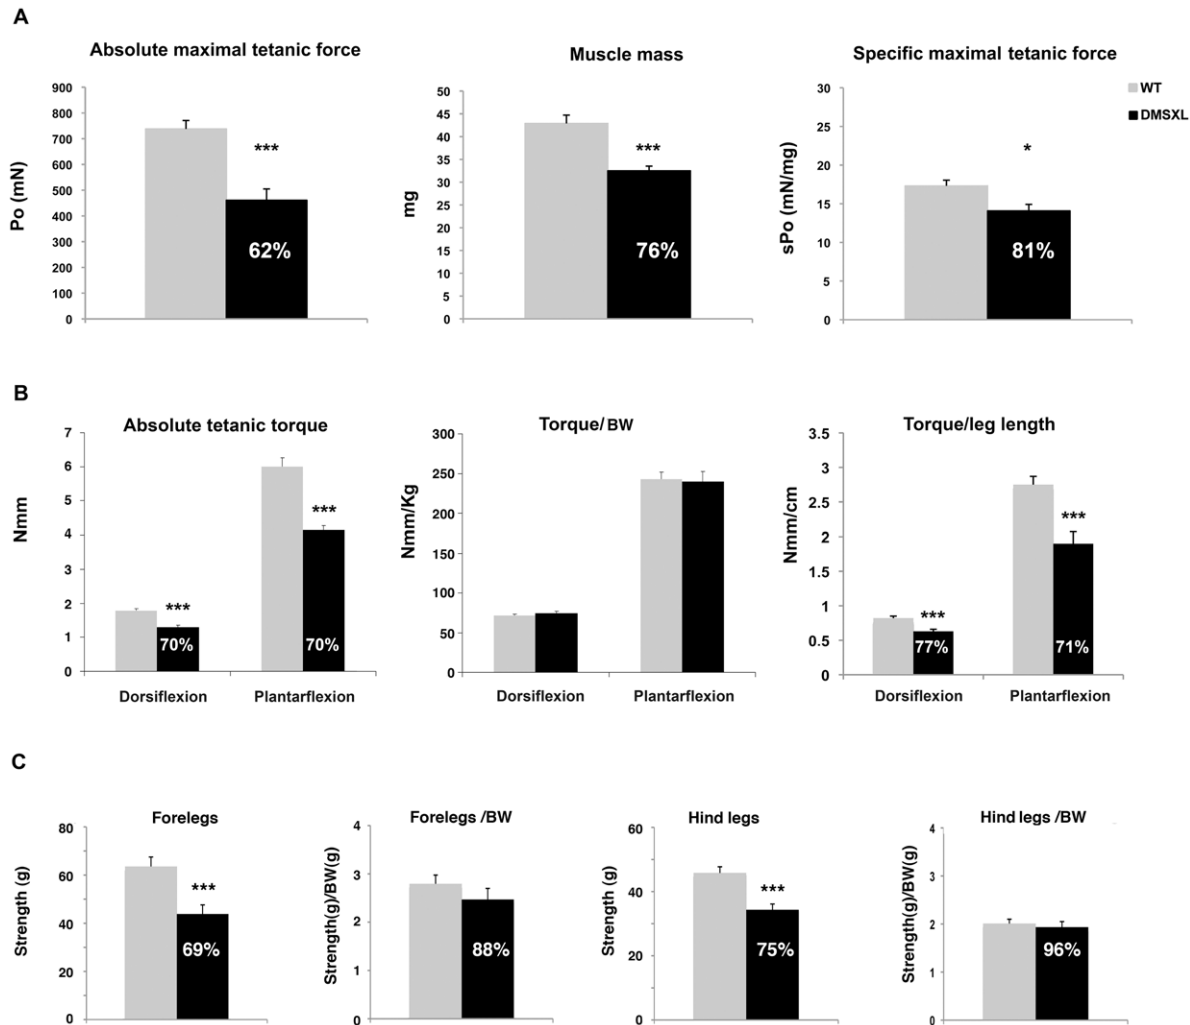 A
Absolute maximal tetanic force
Muscle mass
Specific maximal tetanic force
WT
DMSXL
Po (mN)
900
800
700
600
500
400
300
200
100
0
***
62%
mg
50
45
40
35
30
25
20
15
10
5
0
***
76%
sPo (mN/mg)
30
25
20
15
10
5
0
*
81%
B
Absolute tetanic torque
Torque/BW
Torque/leg length
Nmm
7
6
5
4
3
2
1
0
***
70%
***
70%
Dorsiflexion
Plantarflexion
Nmm/Kg
300
250
200
150
100
50
0
Dorsiflexion
Plantarflexion
Nmm/cm
3.5
3
2.5
2
1.5
1
0.5
0
***
77%
***
71%
Dorsiflexion
Plantarflexion
C
Forelegs
Forelegs /BW
Hind legs
Hind legs /BW
Strength (g)
80
60
40
20
0
***
69%
Strength(g)/BW(g)
4
3
2
1
0
88%
Strength (g)
60
40
20
0
***
75%
Strength(g)/BW(g)
4
3
2
1
0
96%